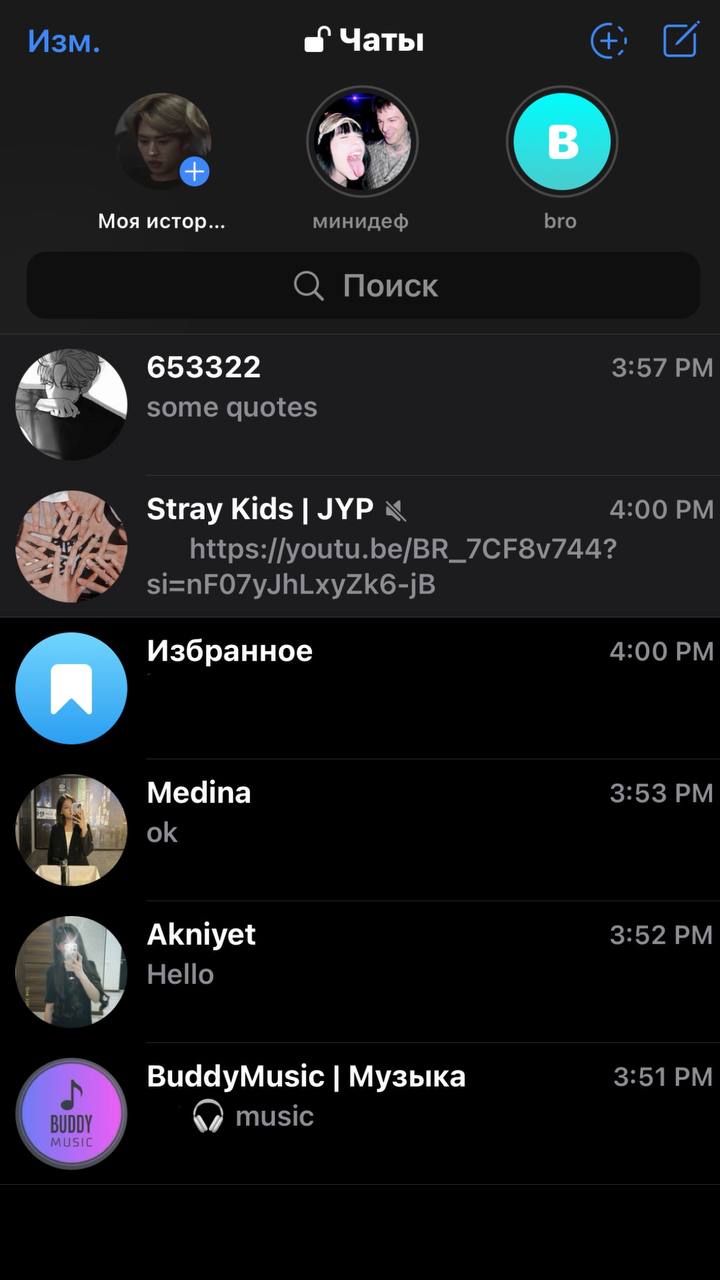 Изм.
Чаты
Моя истор...
минидеф
B
bro
Поиск
653322
3:57 PM
some quotes
Stray Kids | JYP
4:00 PM
https://youtu.be/BR_7CF8v744?
si=nF07yJhLxyZk6-jB
Избранное
4:00 PM
Medina
3:53 PM
ok
Akniyet
3:52 PM
Hello
BuddyMusic | Музыка
3:51 PM
BUDDY
MUSIC
🎧 music